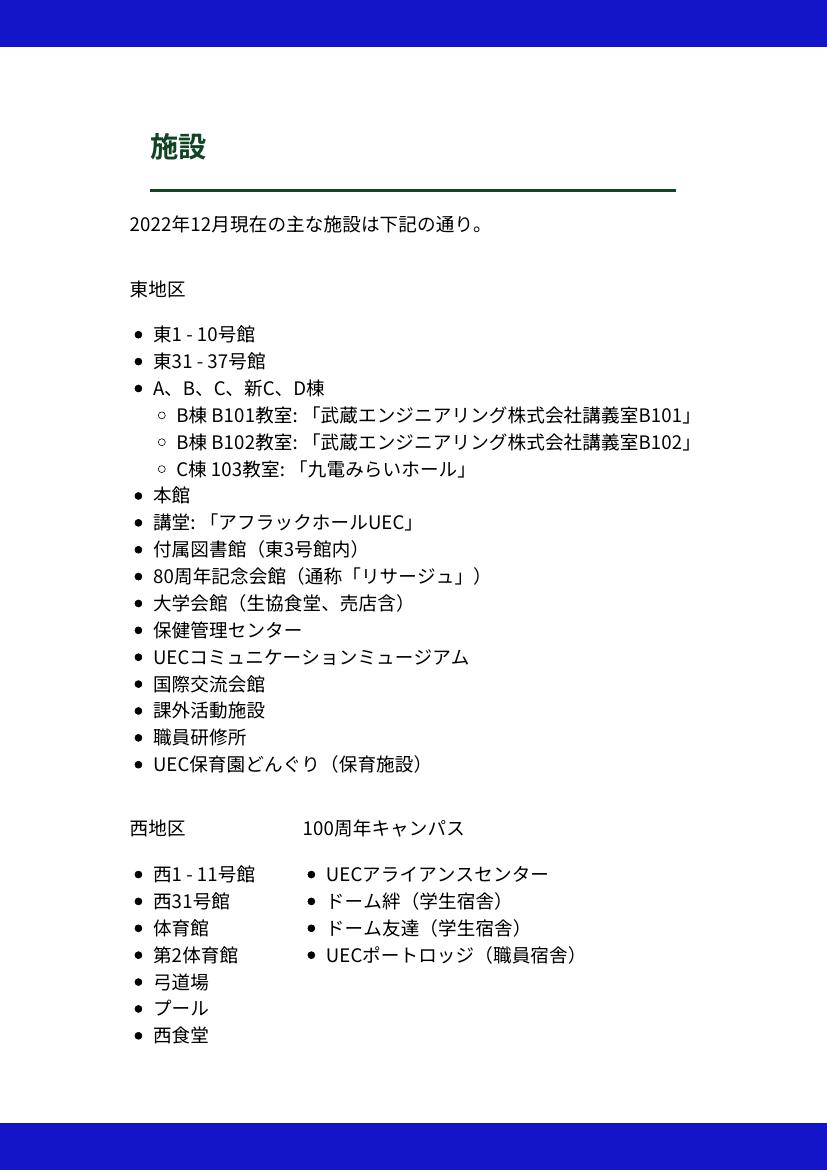 施設
2022年12月現在の主な施設は下記の通り。
東地区
• 東1 - 10号館
• 東31 - 37号館
• A、B、C、新C、D棟
◦ B棟 B101教室: 「武蔵エンジニアリング株式会社講義室B101」
◦ B棟 B102教室: 「武蔵エンジニアリング株式会社講義室B102」
◦ C棟 103教室: 「九電みらいホール」
• 本館
• 講堂: 「アフラックホールUEC」
• 付属図書館（東3号館内）
• 80周年記念会館（通称「リサージュ」）
• 大学会館（生協食堂、売店含）
• 保健管理センター
• UECコミュニケーションミュージアム
• 国際交流会館
• 課外活動施設
• 職員研修所
• UEC保育園どんぐり（保育施設）
西地区
• 西1 - 11号館
• 西31号館
• 体育館
• 第2体育館
• 弓道場
• プール
• 西食堂
100周年キャンパス
• UECアライアンスセンター
• ドーム絆（学生宿舎）
• ドーム友達（学生宿舎）
• UECポートロッジ（職員宿舎）